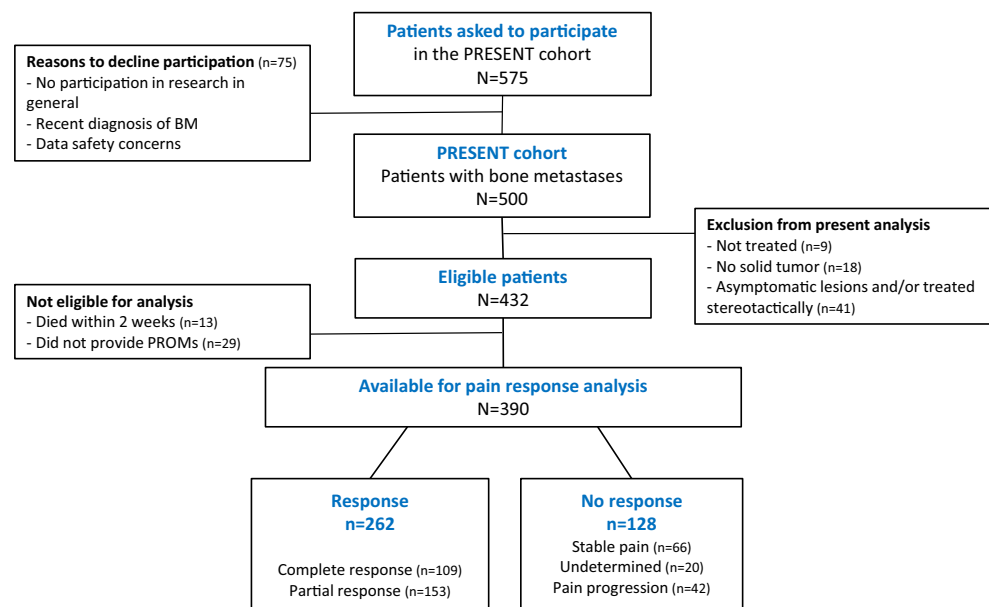 Patients asked to participate
in the PRESENT cohort
N=575
Reasons to decline participation (n=75)
- No participation in research in
general
- Recent diagnosis of BM
- Data safety concerns
PRESENT cohort
Patients with bone metastases
N=500
Exclusion from present analysis
- Not treated (n=9)
- No solid tumor (n=18)
- Asymptomatic lesions and/or treated
stereotactically (n=41)
Eligible patients
N=432
Not eligible for analysis
- Died within 2 weeks (n=13)
- Did not provide PROMs (n=29)
Available for pain response analysis
N=390
Response
n=262
Complete response (n=109)
Partial response (n=153)
No response
n=128
Stable pain (n=66)
Undetermined (n=20)
Pain progression (n=42)